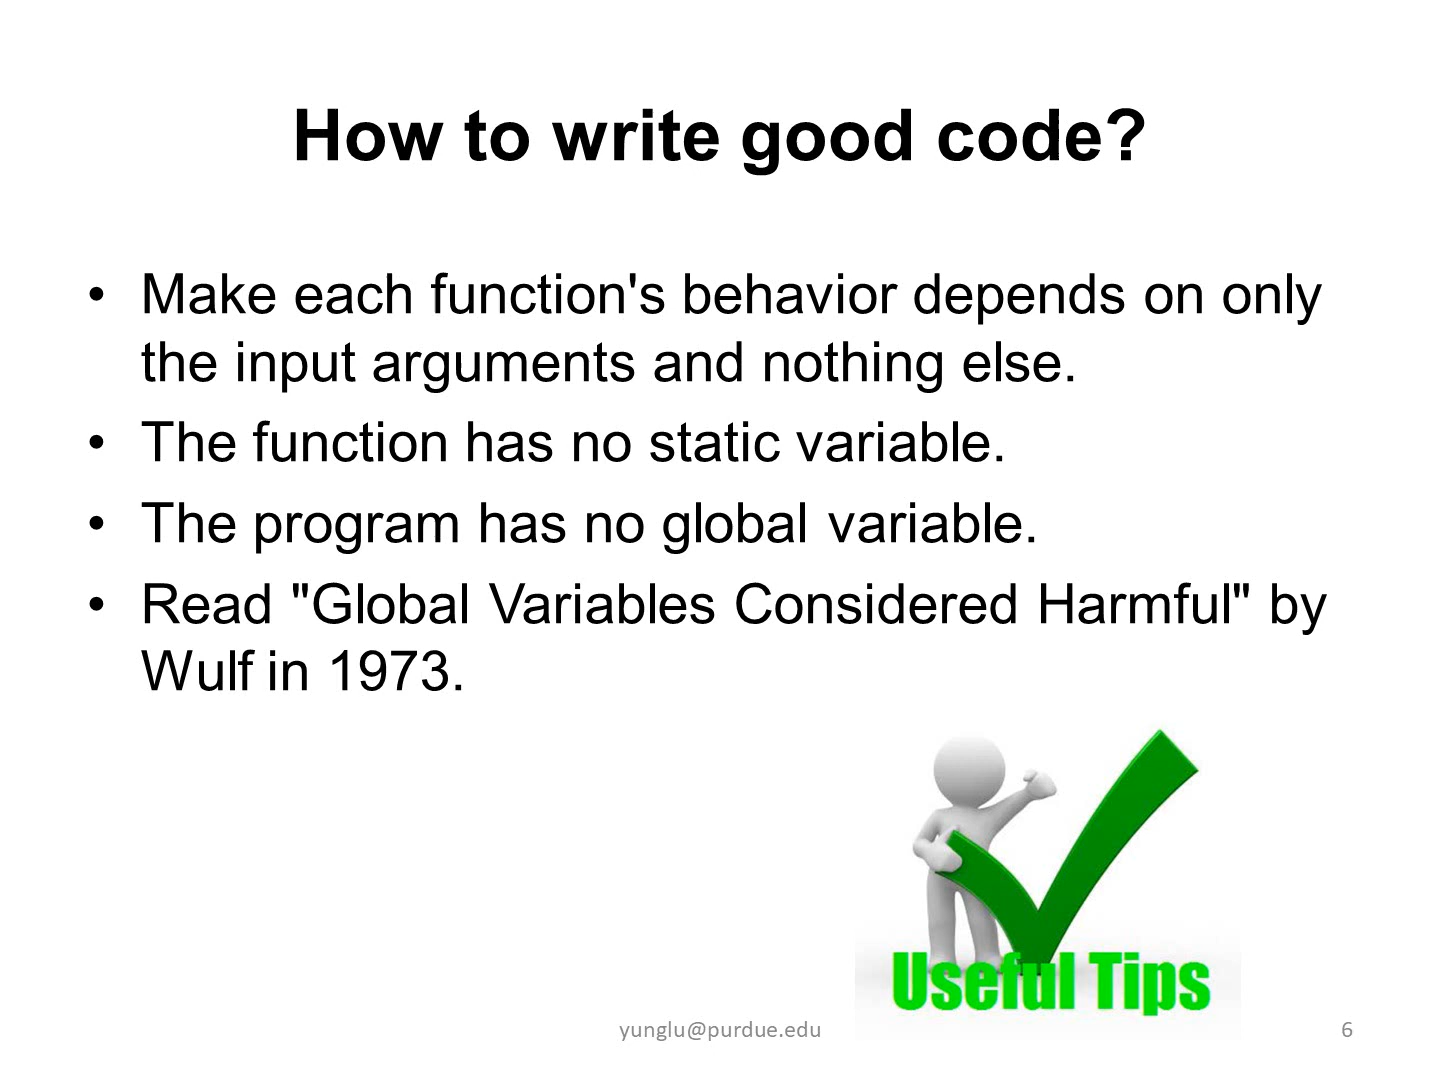 How to write good code?
• Make each function's behavior depends on only
the input arguments and nothing else.
• The function has no static variable.
• The program has no global variable.
• Read "Global Variables Considered Harmful" by
Wulf in 1973.
Useful Tips
yunglu@purdue.edu
6